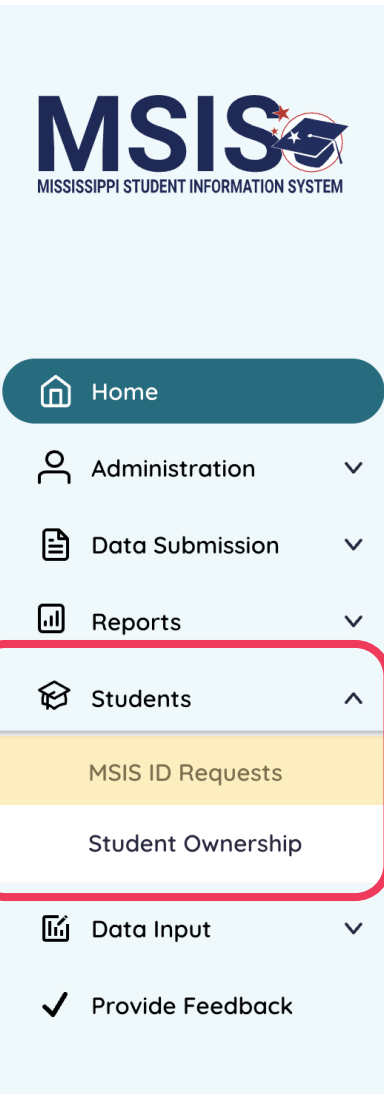 MSIS
MISSISSIPPI STUDENT INFORMATION SYSTEM
Home
Administration
Data Submission
Reports
Students
MSIS ID Requests
Student Ownership
Data Input
Provide Feedback